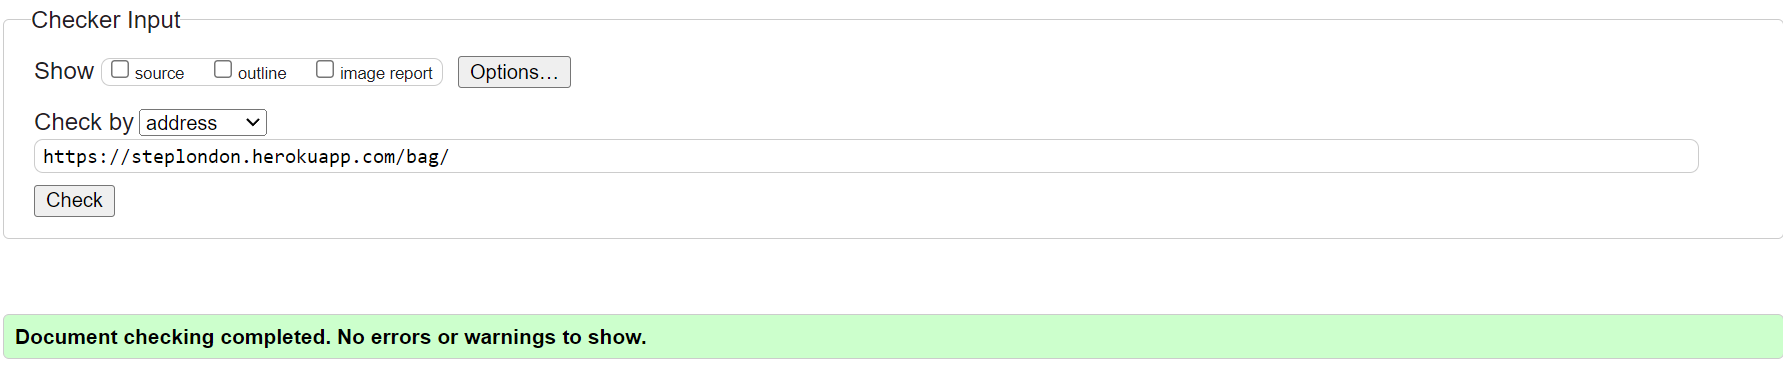 Checker Input
Show source outline image report Options...
Check by address
https://steplondon.herokuapp.com/bag/
Check
Document checking completed. No errors or warnings to show.